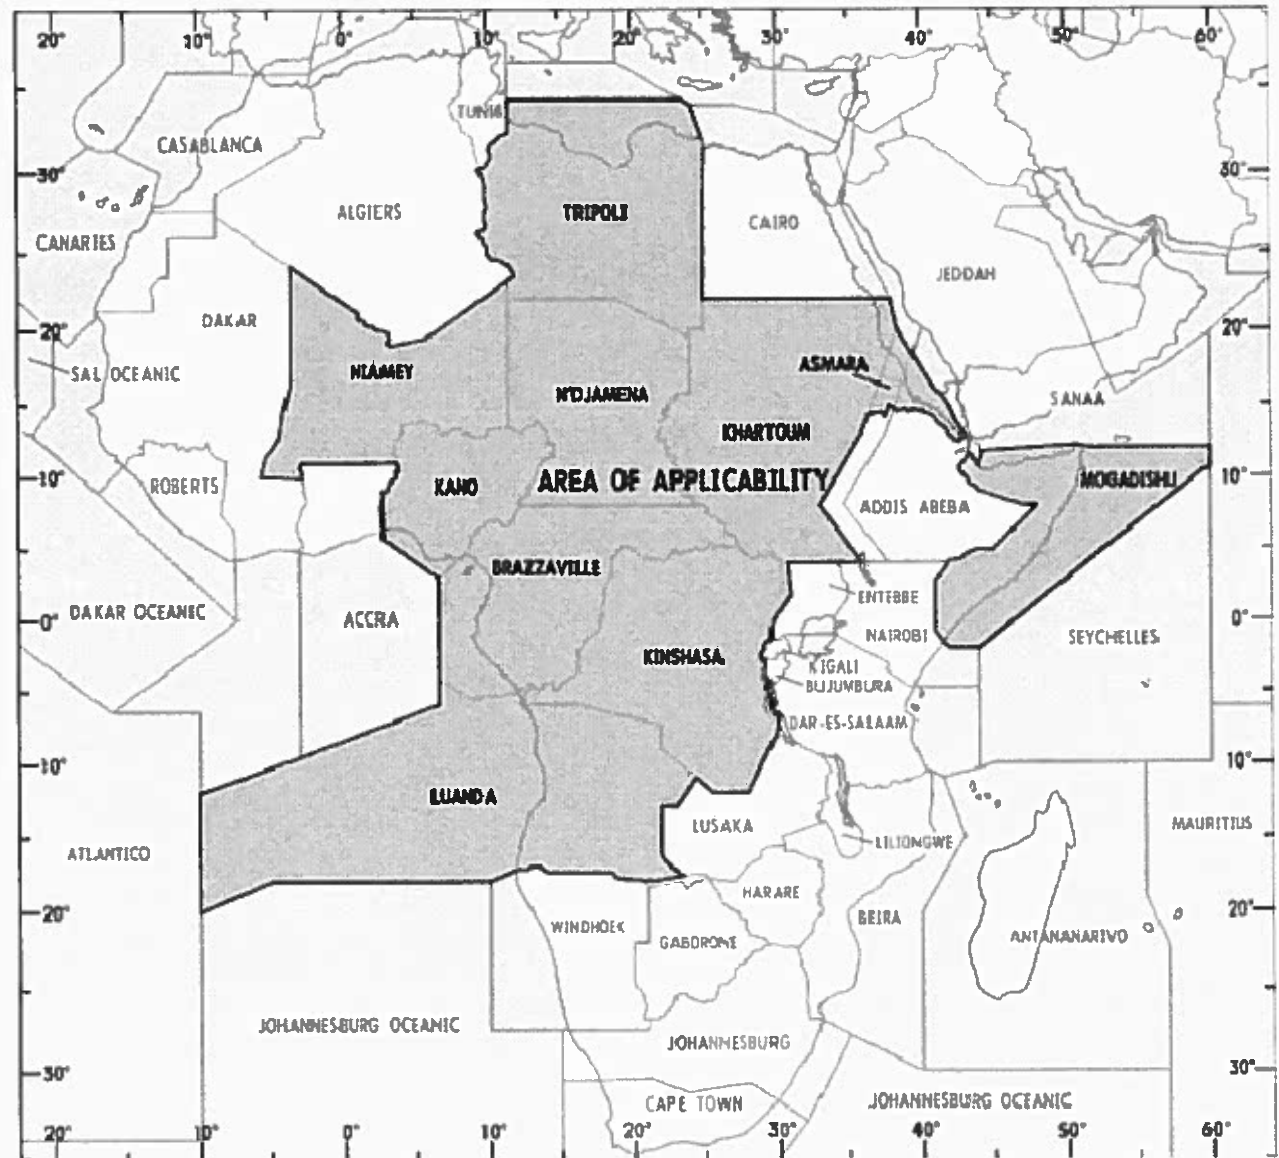 20° 10° 0° 10° 20° 30° 40° 50° 60°
TUNIS
CASABLANCA
30° 30°
ALGIERS
TRIPOLI
CAIRO
CANARIES
JEDDAH
DAKAR
20° 20°
SAL OCEANIC
NIAMEY
ASMARA
N'DJAMENA
SANAA
KHARTOUM
10° 10°
ROBERTS
KANO
AREA OF APPLICABILITY
MOGADISHU
ADDIS ABEBA
BRAZZAVILLE
ENTEBBE
DAKAR OCEANIC
0° 0°
ACCRA
NAIROBI
SEYCHELLES
KINSHASA
KIGALI
BUJUMBURA
DAR-ES-SALAAM
10° 10°
LUANDA
LUSAKA
MAURITIUS
LILIONGWE
ATLANTICO
HARARE
20° 20°
BEIRA
WINDHOEK
GABORONE
ANTANANARIVO
JOHANNESBURG OCEANIC
JOHANNESBURG
30° 30°
CAPE TOWN
JOHANNESBURG OCEANIC
20° 10° 0° 10° 20° 30° 40° 50° 60°